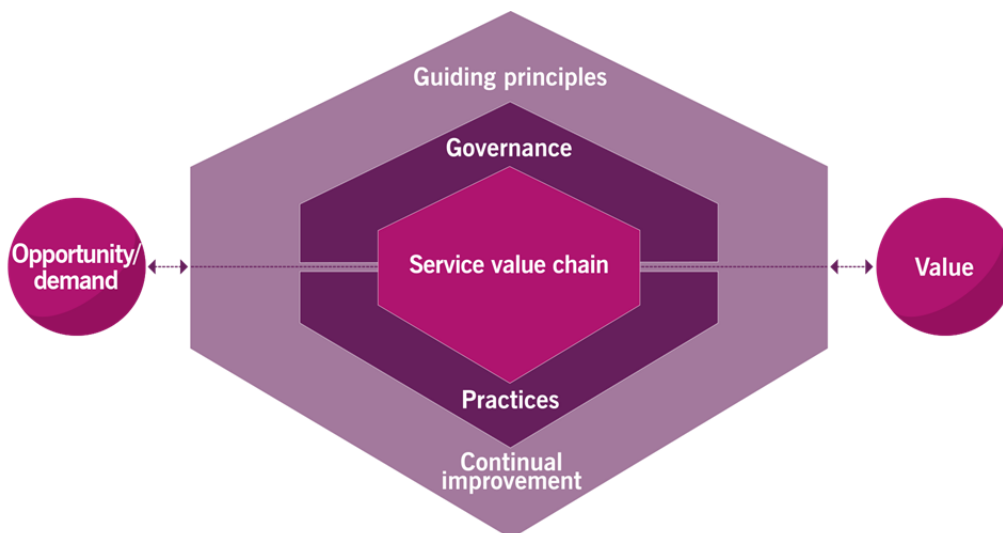 Guiding principles
Governance
Opportunity/
demand
Service value chain
Value
Practices
Continual
improvement